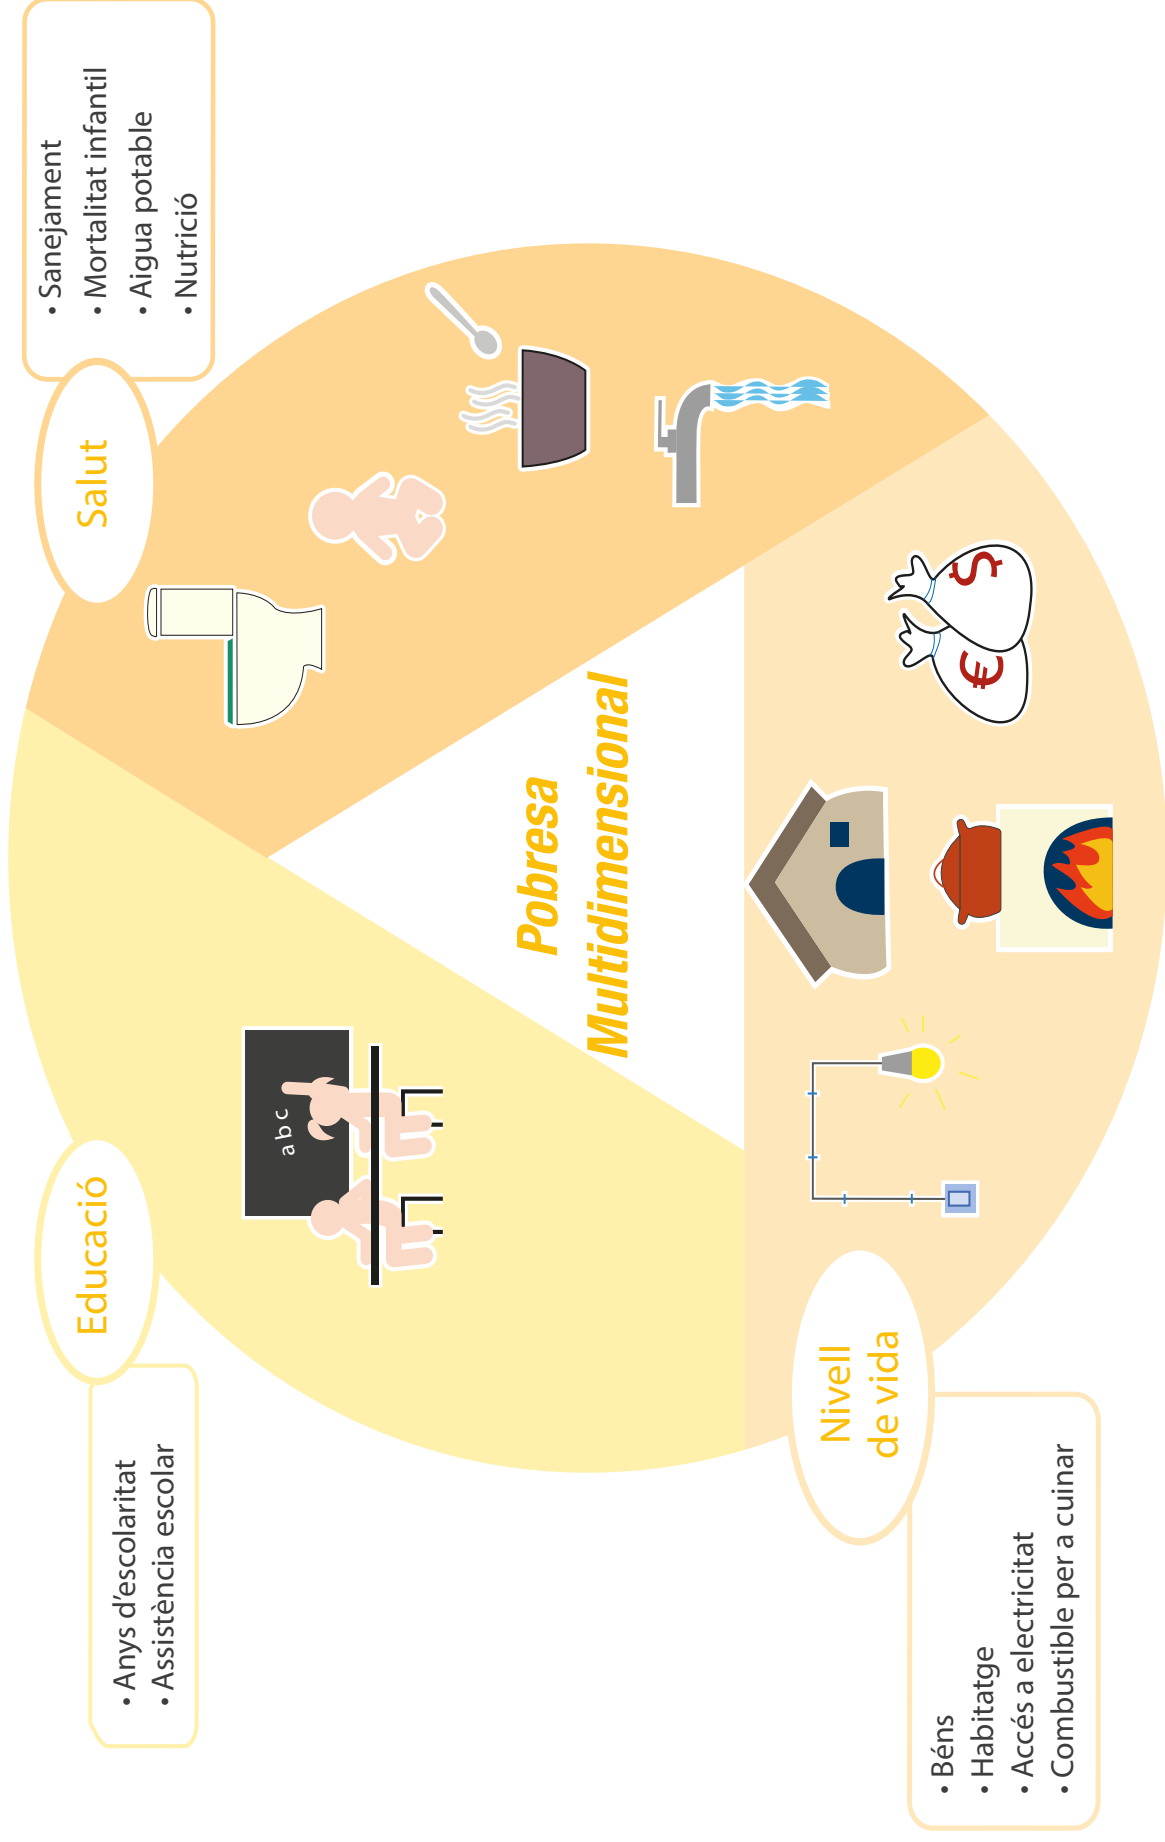 Educació
• Anys d'escolaritat
• Assistència escolar
Salut
• Sanejament
• Mortalitat infantil
• Aigua potable
• Nutrició
a b c
Pobresa
Multidimensional
Nivell
de vida
• Béns
• Habitatge
• Accés a electricitat
• Combustible per a cuinar
€
$